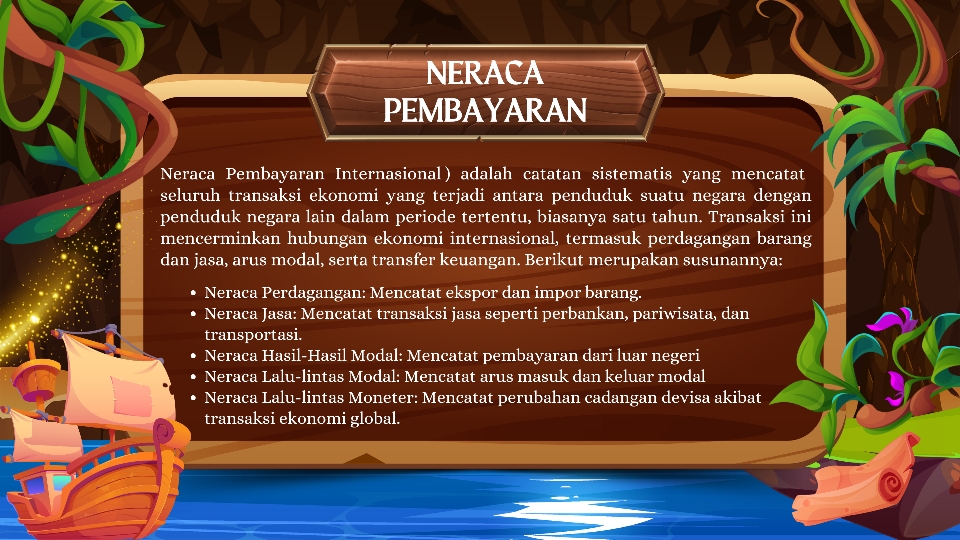 NERACA
PEMBAYARAN
Neraca Pembayaran Internasional) adalah catatan sistematis yang mencatat
seluruh transaksi ekonomi yang terjadi antara penduduk suatu negara dengan
penduduk negara lain dalam periode tertentu, biasanya satu tahun. Transaksi ini
mencerminkan hubungan ekonomi internasional, termasuk perdagangan barang
dan jasa, arus modal, serta transfer keuangan. Berikut merupakan susunannya:
• Neraca Perdagangan: Mencatat ekspor dan impor barang.
• Neraca Jasa: Mencatat transaksi jasa seperti perbankan, pariwisata, dan
transportasi.
• Neraca Hasil-Hasil Modal: Mencatat pembayaran dari luar negeri
• Neraca Lalu-lintas Modal: Mencatat arus masuk dan keluar modal
• Neraca Lalu-lintas Moneter: Mencatat perubahan cadangan devisa akibat
transaksi ekonomi global.